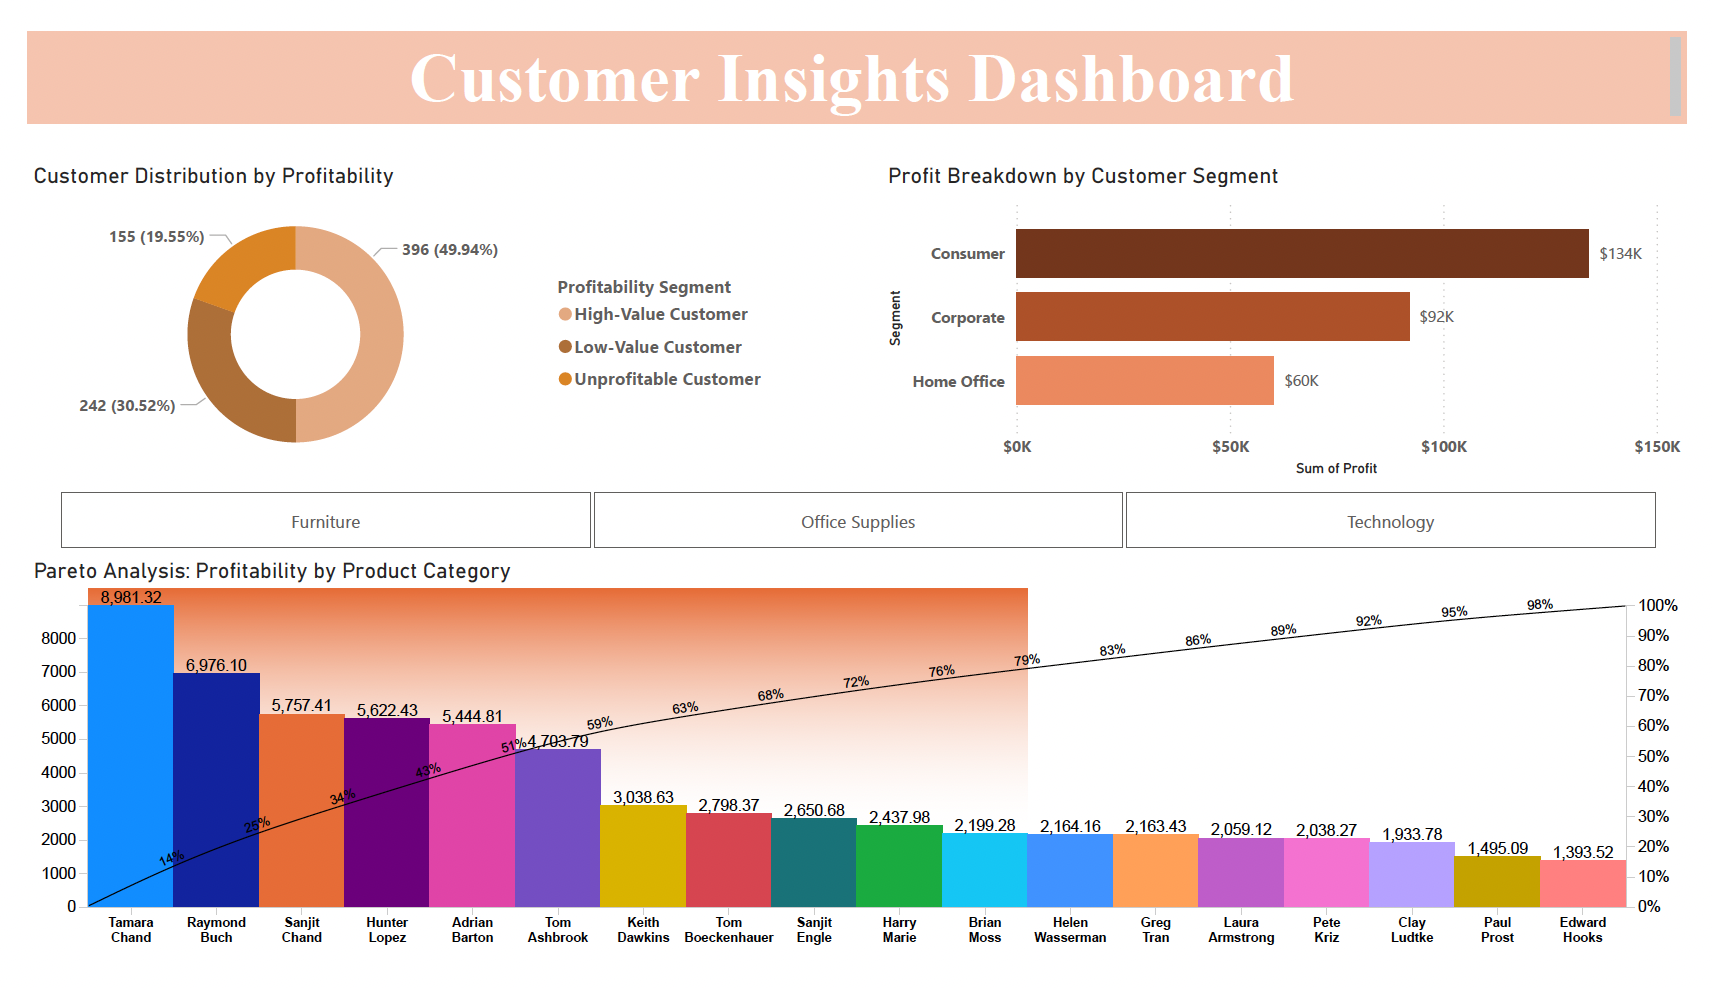 Customer Insights Dashboard
Customer Distribution by Profitability
155 (19.55%)
396 (49.94%)
242 (30.52%)
Profitability Segment
High-Value Customer
Low-Value Customer
Unprofitable Customer
Profit Breakdown by Customer Segment
Segment
Consumer
$134K
Corporate
$92K
Home Office
$60K
$0K $50K $100K $150K
Sum of Profit
Furniture
Office Supplies
Technology
Pareto Analysis: Profitability by Product Category
8000
7000
6000
5000
4000
3000
2000
1000
0
8,981.32
6,976.10
5,757.41
5,622.43
5,444.81
4,703.79
3,038.63
2,798.37
2,650.68
2,437.98
2,199.28
2,164.16
2,163.43
2,059.12
2,038.27
1,933.78
1,495.09
1,393.52
14%
25%
34%
43%
51%
59%
63%
68%
72%
76%
79%
83%
86%
89%
92%
95%
98%
100%
90%
80%
70%
60%
50%
40%
30%
20%
10%
0%
Tamara
Chand
Raymond
Buch
Sanjit
Chand
Hunter
Lopez
Adrian
Barton
Tom
Ashbrook
Keith
Dawkins
Tom
Boeckenhauer
Sanjit
Engle
Harry
Marie
Brian
Moss
Helen
Wasserman
Greg
Tran
Laura
Armstrong
Pete
Kriz
Clay
Ludtke
Paul
Prost
Edward
Hooks